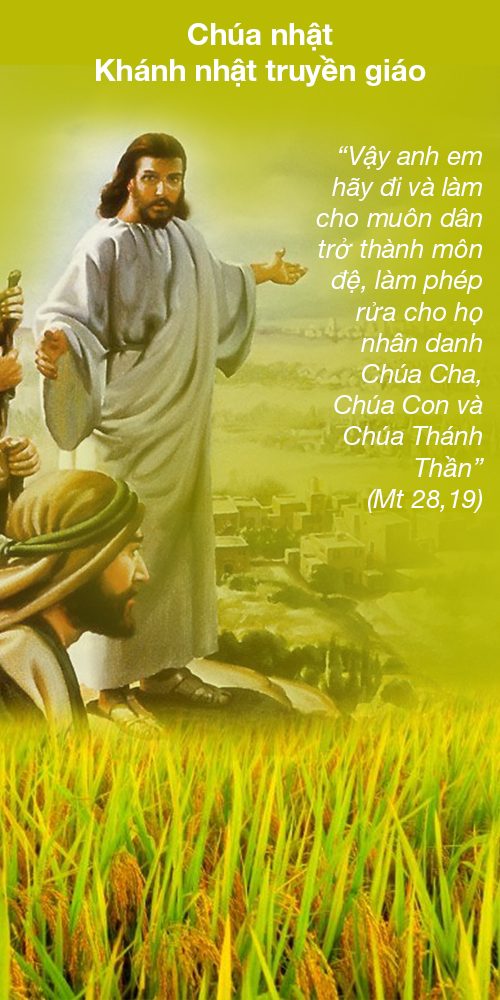 Chúa nhật
Khánh nhật truyền giáo
“Vậy anh em
hãy đi và làm
cho muôn dân
trở thành môn
đệ, làm phép
rửa cho họ
nhân danh
Chúa Cha,
Chúa Con và
Chúa Thánh
Thần”
(Mt 28,19)